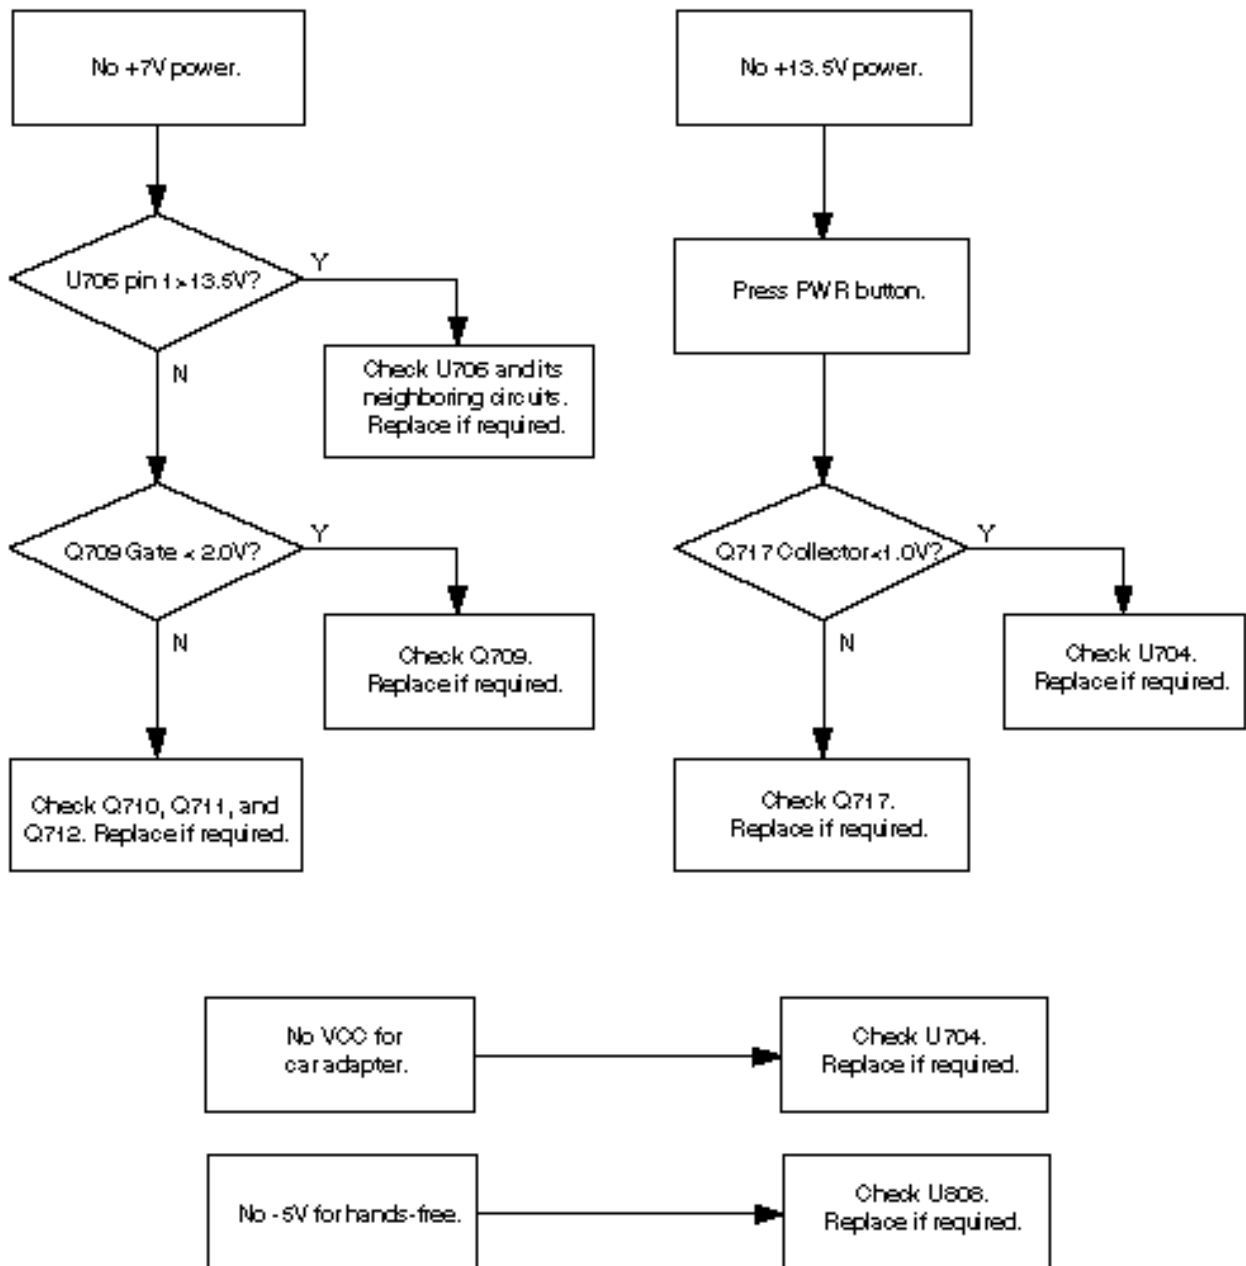 No +7V power.
U705 pin 1 > 13.5V?
Y
Check U705 and its
neighboring circuits.
Replace if required.
N
Q709 Gate < 2.0V?
Y
Check Q709.
Replace if required.
N
Check Q710, Q711, and
Q712. Replace if required.
No +13.5V power.
Press PWR button.
Q717 Collector<1.0V?
Y
Check U704.
Replace if required.
N
Check Q717.
Replace if required.
No VCC for
car adapter.
Check U704.
Replace if required.
No -5V for hands-free.
Check
Replace if required.